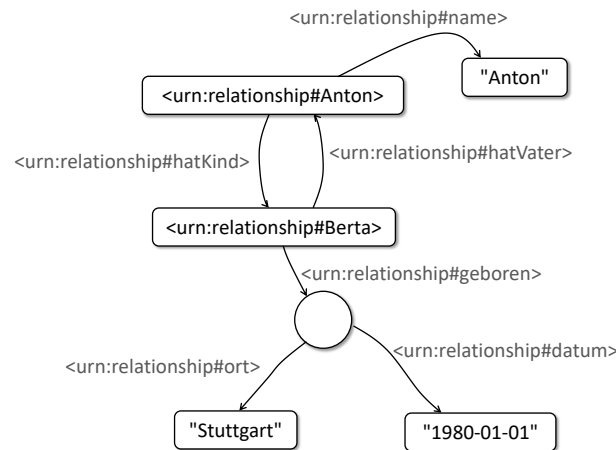 <urn:relationship#name>
"Anton"
<urn:relationship#Anton>
<urn:relationship#hatKind>
<urn:relationship#hatVater>
<urn:relationship#Berta>
<urn:relationship#geboren>
<urn:relationship#ort>
<urn:relationship#datum>
"Stuttgart"
"1980-01-01"